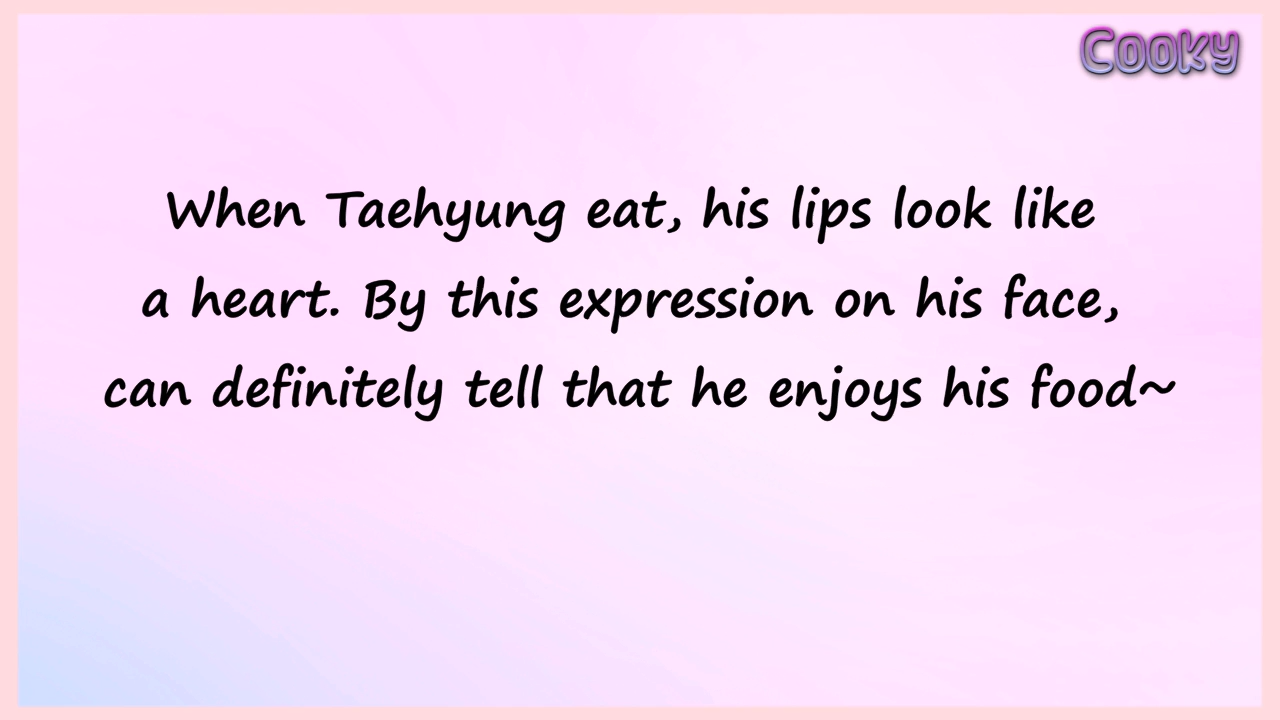 Cooky
When Taehyung eat, his lips look like
a heart. By this expression on his face,
can definitely tell that he enjoys his food~